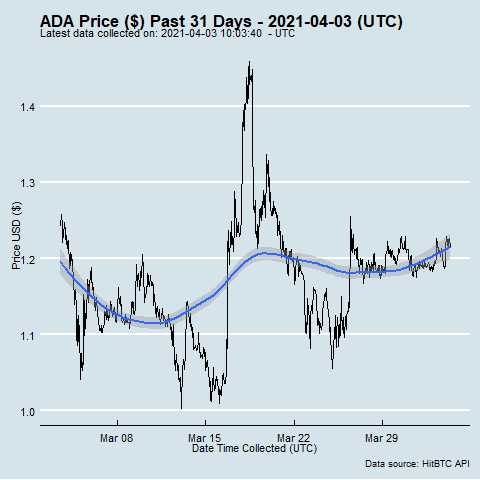 ADA Price ($) Past 31 Days - 2021-04-03 (UTC)
Latest data collected on: 2021-04-03 10:03:40 - UTC
Price USD ($)
1.4
1.3
1.2
1.1
1.0
Mar 08 Mar 15 Mar 22 Mar 29
Date Time Collected (UTC)
Data source: HitBTC API